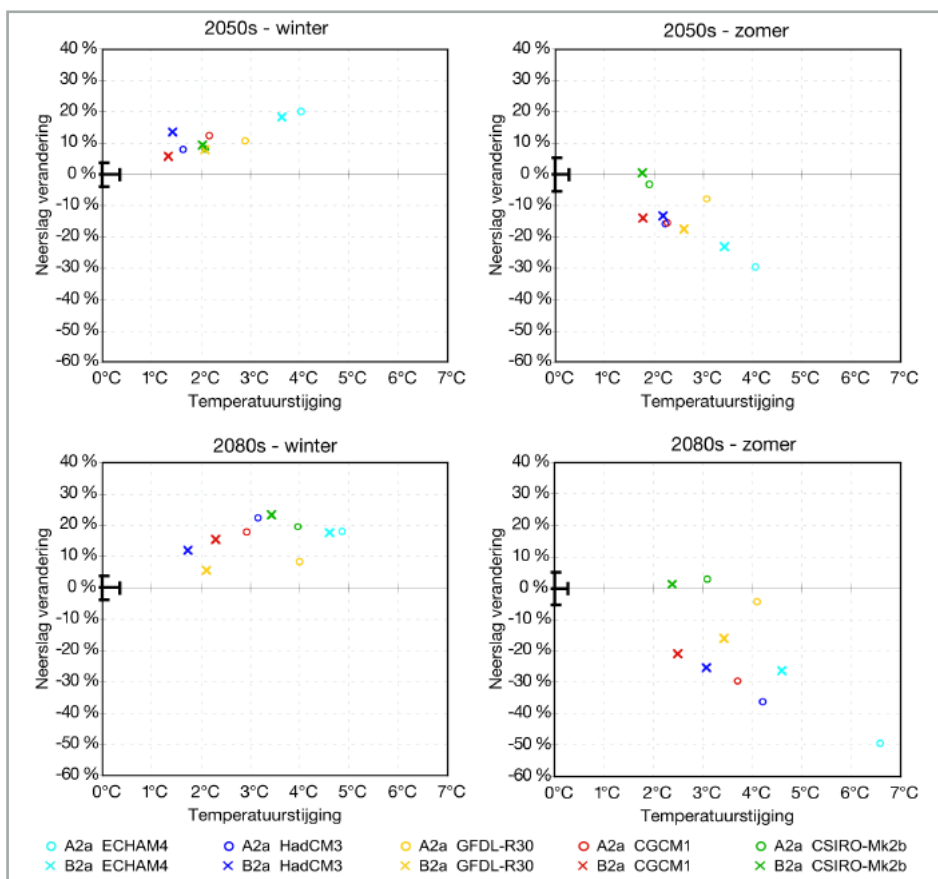 2050s - winter
40 %
30 %
20 %
10 %
0 %
-10 %
-20 %
-30 %
-40 %
-50 %
-60 %
Neerslag verandering
0°C 1°C 2°C 3°C 4°C 5°C 6°C 7°C
Temperatuurstijging
2050s - zomer
40 %
30 %
20 %
10 %
0 %
-10 %
-20 %
-30 %
-40 %
-50 %
-60 %
Neerslag verandering
0°C 1°C 2°C 3°C 4°C 5°C 6°C 7°C
Temperatuurstijging
2080s - winter
40 %
30 %
20 %
10 %
0 %
-10 %
-20 %
-30 %
-40 %
-50 %
-60 %
Neerslag verandering
0°C 1°C 2°C 3°C 4°C 5°C 6°C 7°C
Temperatuurstijging
2080s - zomer
40 %
30 %
20 %
10 %
0 %
-10 %
-20 %
-30 %
-40 %
-50 %
-60 %
Neerslag verandering
0°C 1°C 2°C 3°C 4°C 5°C 6°C 7°C
Temperatuurstijging
A2a ECHAM4 A2a HadCM3 A2a GFDL-R30 A2a CGCM1 A2a CSIRO-Mk2b
B2a ECHAM4 B2a HadCM3 B2a GFDL-R30 B2a CGCM1 B2a CSIRO-Mk2b